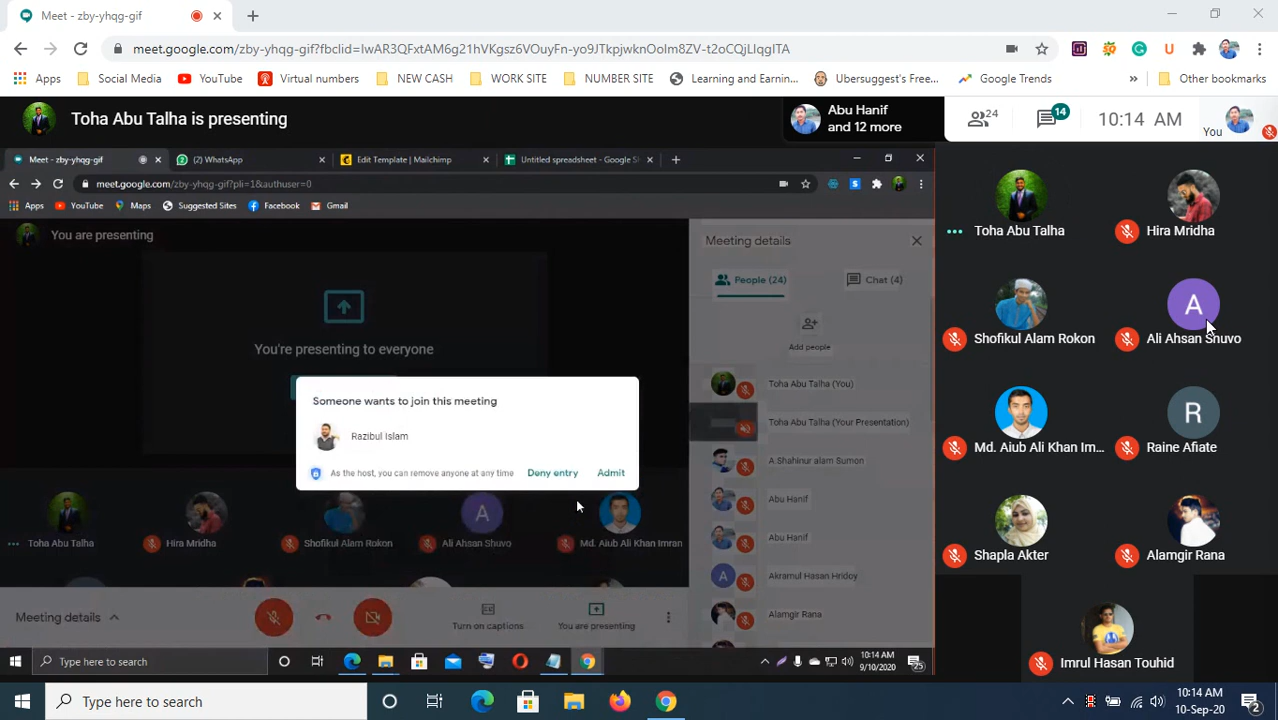 Meet - zby-yhqg-gif
meet.google.com/zby-yhqg-gif?fbclid=IwAR3QFxtAM6g21hVKgsz6VOUyFn-yo9JTkpjwknOolm8ZV-t2oCQjLIqgITA
Apps Social Media YouTube Virtual numbers NEW CASH WORK SITE NUMBER SITE Learning and Earnin... Ubersuggest's Free... Google Trends » Other bookmarks
Toha Abu Talha is presenting
Abu Hanif
and 12 more
24
14
10:14 AM
You
Meet - zby-yhqg-gif (2) WhatsApp Edit Template | Mailchimp Untitled spreadsheet - Google Sh
meet.google.com/zby-yhqg-gif?pli=1&authuser=0
Apps YouTube Maps Suggested Sites Facebook Gmail
You are presenting
You're presenting to everyone
Meeting details
People (24) Chat (4)
Add people
Toha Abu Talha (You)
Toha Abu Talha (Your Presentation)
A.Shahinur alam Sumon
Abu Hanif
Abu Hanif
Akramul Hasan Hridoy
Alamgir Rana
Someone wants to join this meeting
Razibul Islam
As the host, you can remove anyone at any time Deny entry Admit
Toha Abu Talha Hira Mridha Shofikul Alam Rokon Ali Ahsan Shuvo Md. Aiub Ali Khan Imran
A
A
Meeting details
Turn on captions
You are presenting
Type here to search
10:14 AM
9/10/2020
25
Toha Abu Talha
Hira Mridha
Shofikul Alam Rokon
A
Ali Ahsan Shuvo
Md. Aiub Ali Khan Im...
R
Raine Afiate
Shapla Akter
Alamgir Rana
Imrul Hasan Touhid
Type here to search
10:14 AM
10-Sep-20
2